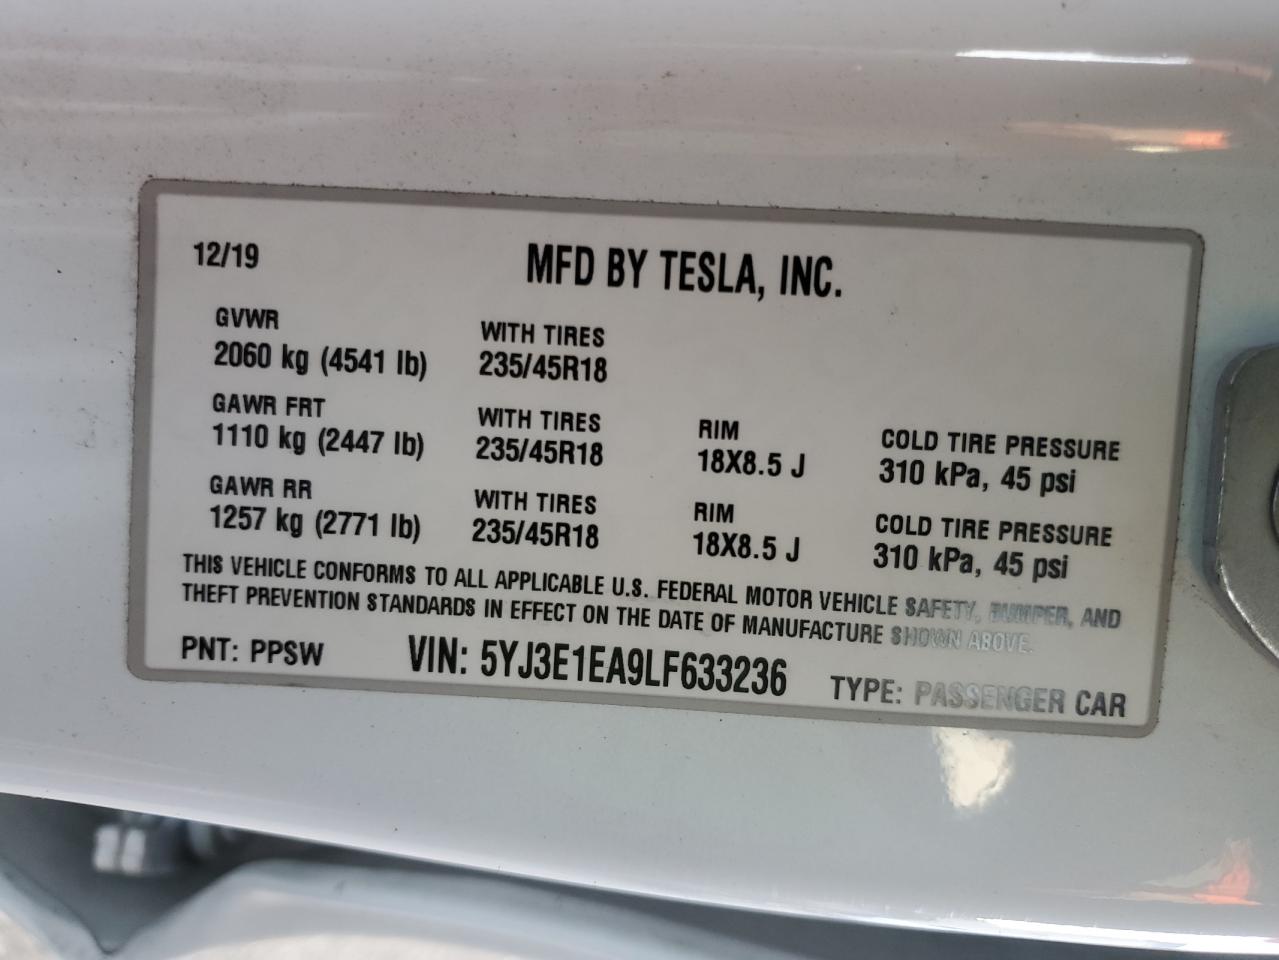 12/19 MFD BY TESLA, INC.
GVWR WITH TIRES
2060 kg (4541 lb) 235/45R18
GAWR FRT WITH TIRES RIM COLD TIRE PRESSURE
1110 kg (2447 lb) 235/45R18 18X8.5 J 310 kPa, 45 psi
GAWR RR WITH TIRES RIM COLD TIRE PRESSURE
1257 kg (2771 lb) 235/45R18 18X8.5 J 310 kPa, 45 psi
THIS VEHICLE CONFORMS TO ALL APPLICABLE U.S. FEDERAL MOTOR VEHICLE SAFETY, BUMPER, AND
THEFT PREVENTION STANDARDS IN EFFECT ON THE DATE OF MANUFACTURE SHOWN ABOVE.
PNT: PPSW VIN: 5YJ3E1EA9LF633236 TYPE: PASSENGER CAR